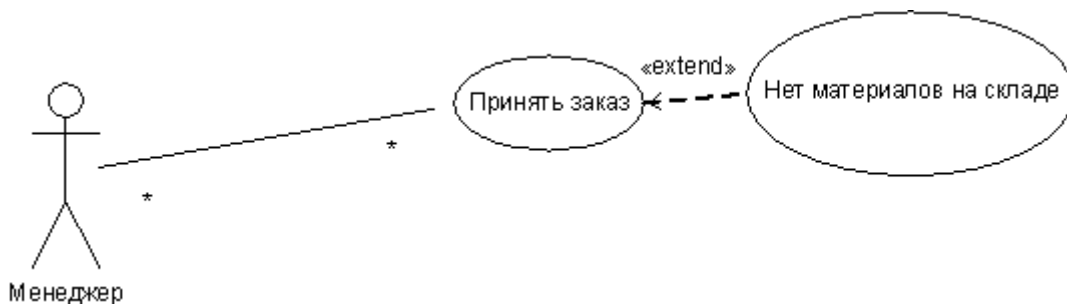 «extend»
Принять заказ
Нет материалов на складе
*
*
Менеджер